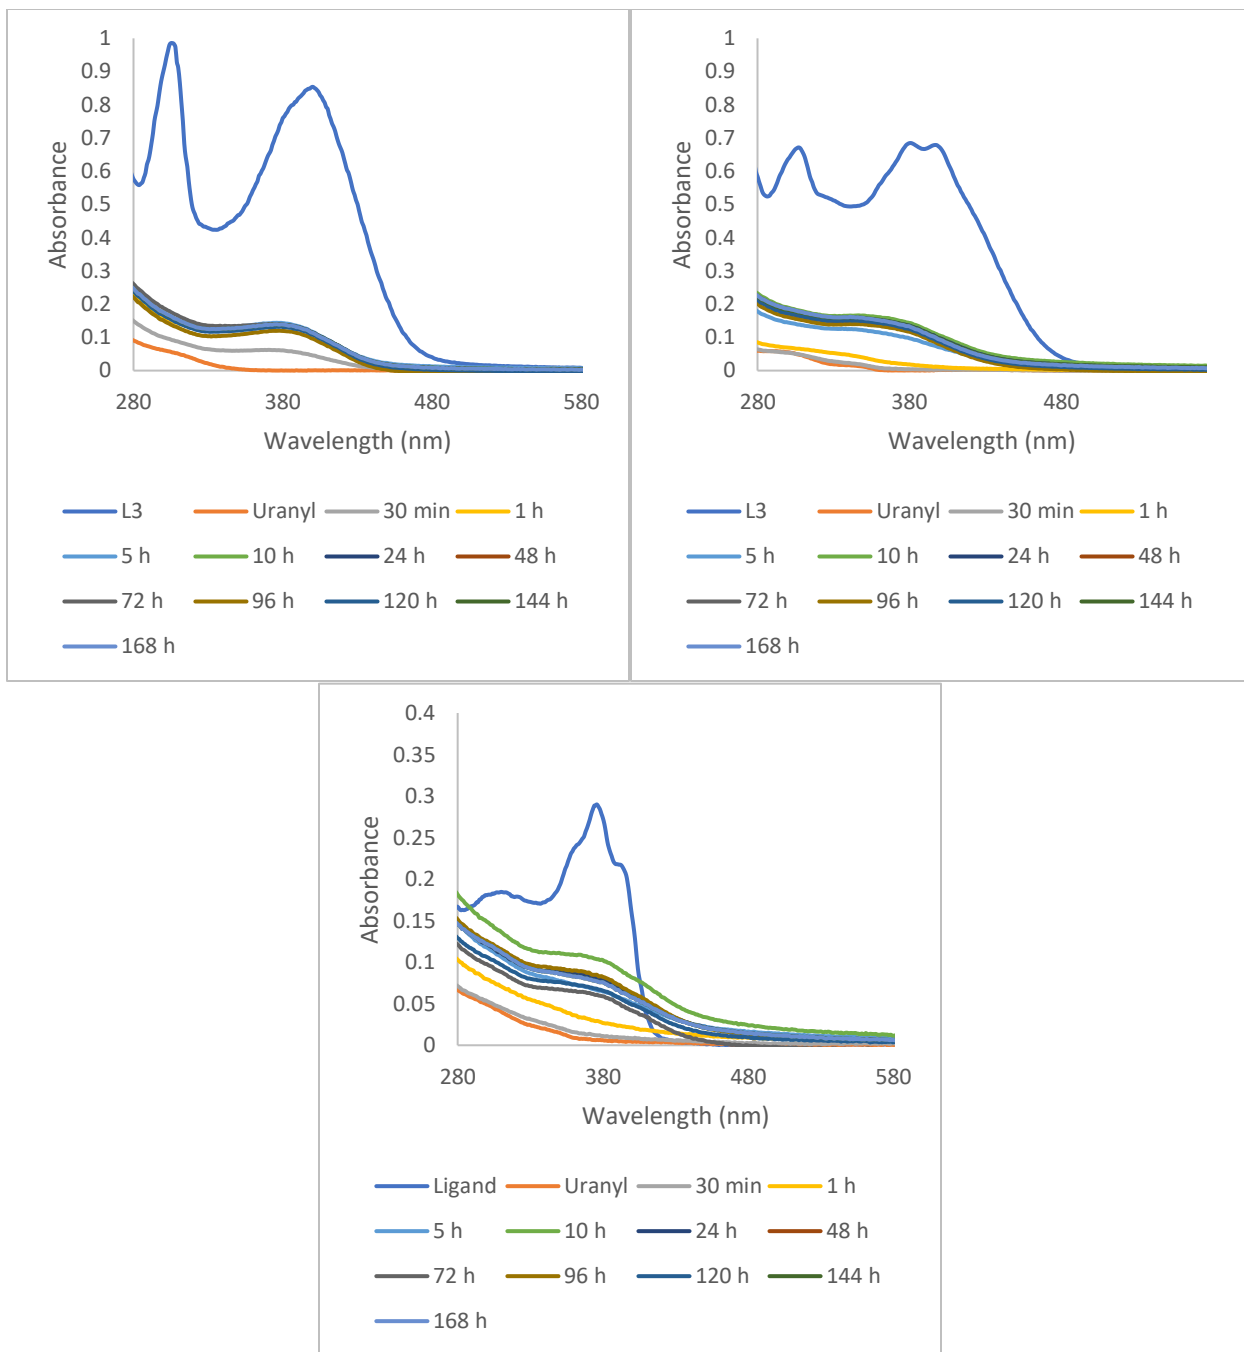 1
0.9
0.8
0.7
0.6
0.5
0.4
0.3
0.2
0.1
0
Absorbance
280 380 480 580
Wavelength (nm)
L3 Uranyl 30 min 1 h
5 h 10 h 24 h 48 h
72 h 96 h 120 h 144 h
168 h
1
0.9
0.8
0.7
0.6
0.5
0.4
0.3
0.2
0.1
0
Absorbance
280 380 480
Wavelength (nm)
L3 Uranyl 30 min 1 h
5 h 10 h 24 h 48 h
72 h 96 h 120 h 144 h
168 h
0.4
0.35
0.3
0.25
0.2
0.15
0.1
0.05
0
Absorbance
280 380 480 580
Wavelength (nm)
Ligand Uranyl 30 min 1 h
5 h 10 h 24 h 48 h
72 h 96 h 120 h 144 h
168 h